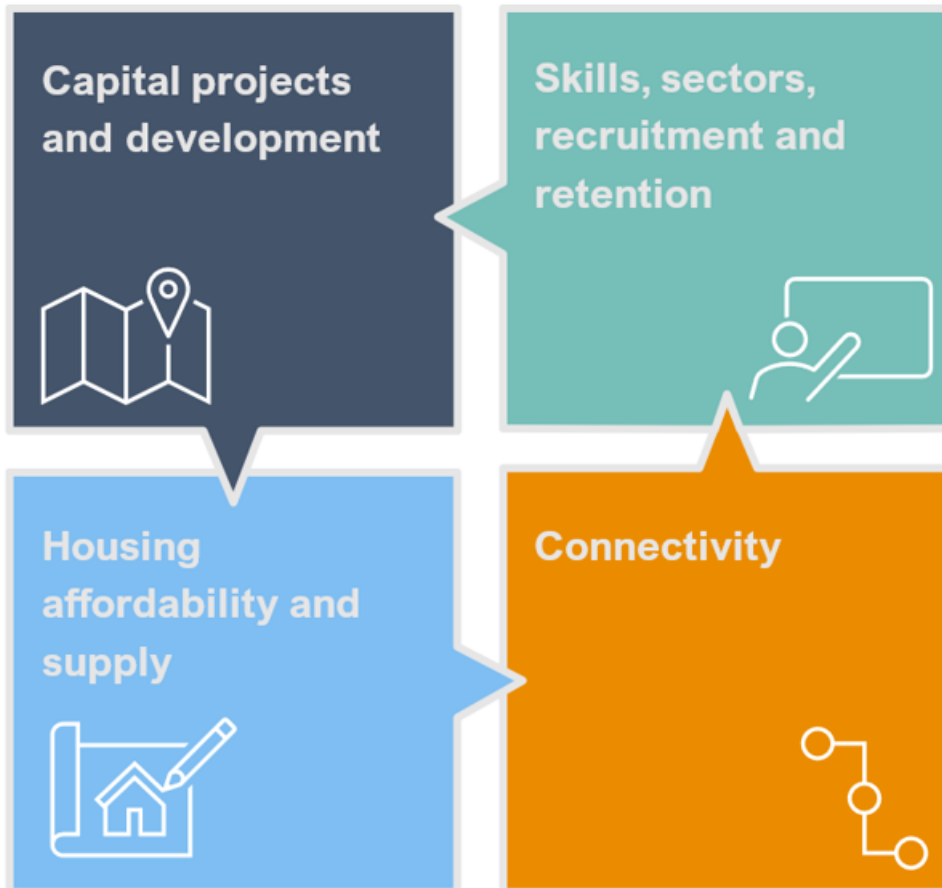 Capital projects
and development
Skills, sectors,
recruitment and
retention
Housing
affordability and
supply
Connectivity